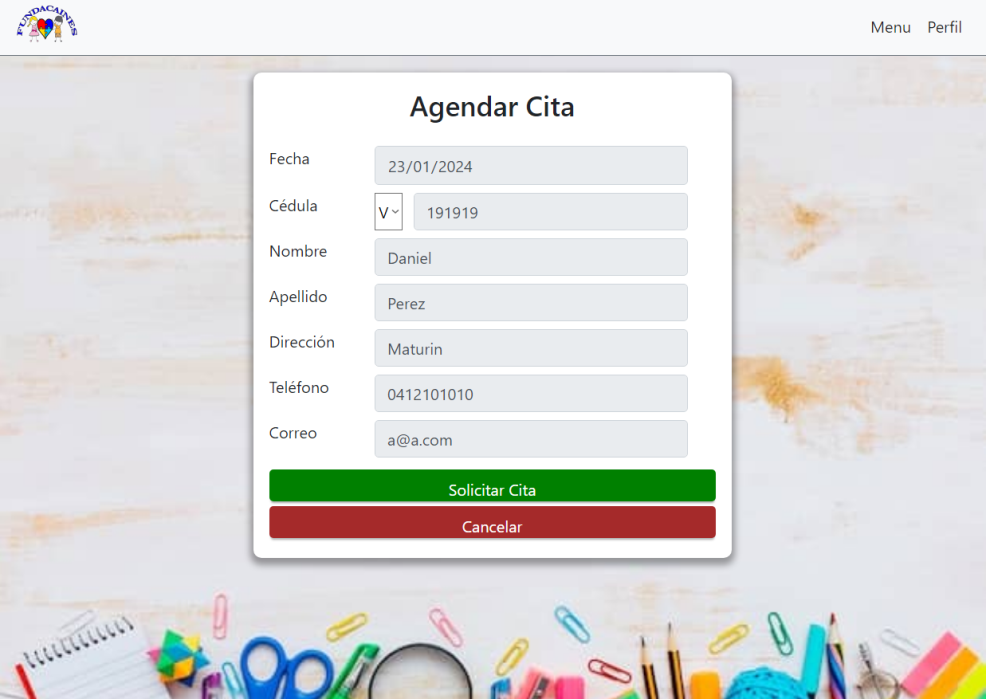 FUNDACAINES
Menu Perfil
Agendar Cita
Fecha 23/01/2024
Cédula V 191919
Nombre Daniel
Apellido Perez
Dirección Maturin
Teléfono 0412101010
Correo a@a.com
Solicitar Cita
Cancelar